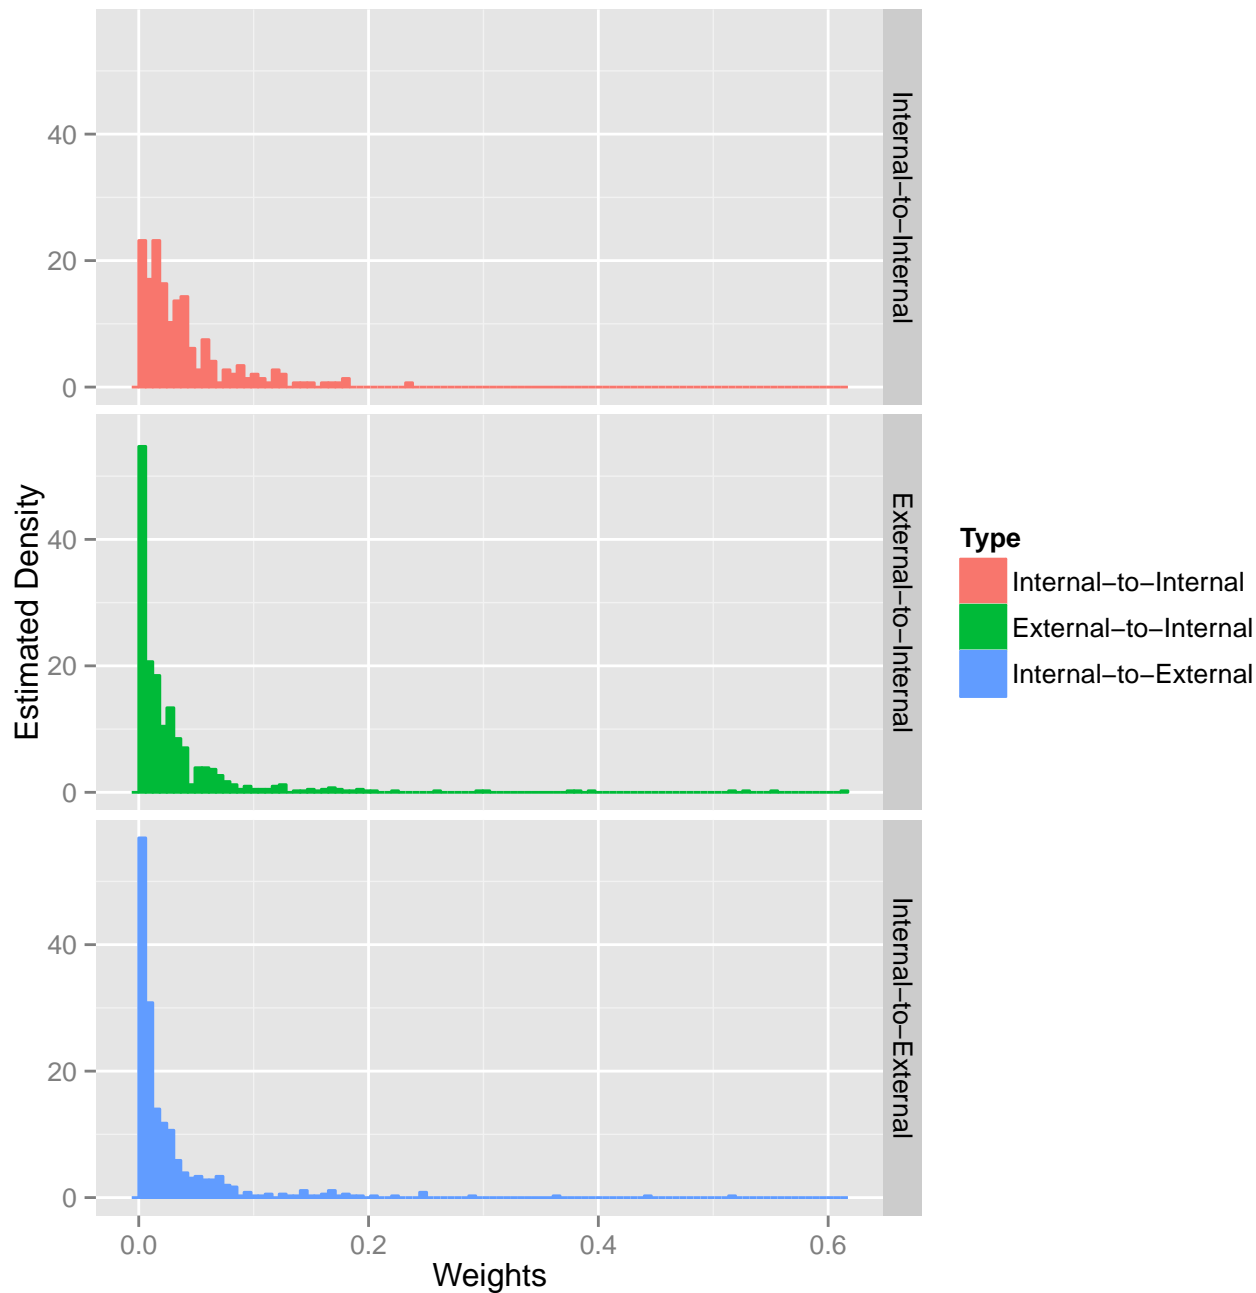 40
20
0
Internal−to−Internal
Estimated Density
40
20
0
External−to−Internal
40
20
0
Internal−to−External
0.0 0.2 0.4 0.6
Weights
Type
Internal−to−Internal
External−to−Internal
Internal−to−External